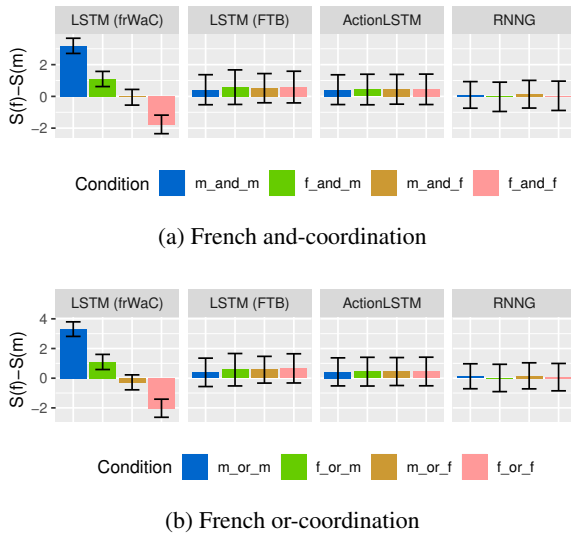 LSTM (frWaC) LSTM (FTB) ActionLSTM RNNG
S(f)−S(m)
2
0
−2
Condition m_and_m f_and_m m_and_f f_and_f
(a) French and-coordination
LSTM (frWaC) LSTM (FTB) ActionLSTM RNNG
S(f)−S(m)
4
2
0
−2
Condition m_or_m f_or_m m_or_f f_or_f
(b) French or-coordination